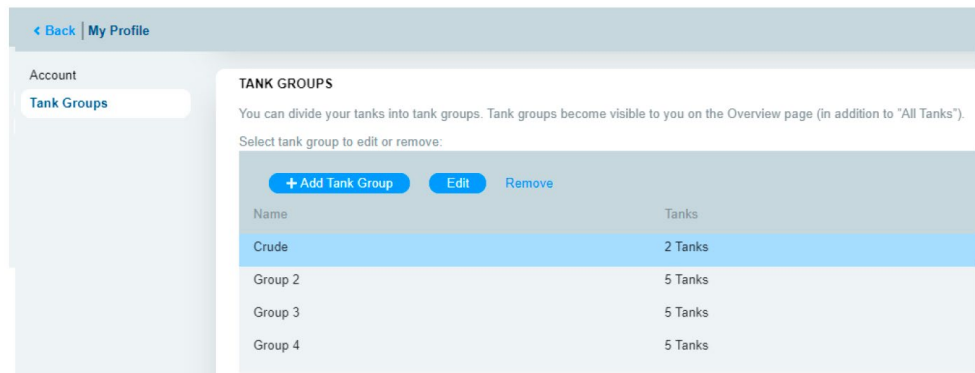 Back | My Profile
Account
Tank Groups
TANK GROUPS
You can divide your tanks into tank groups. Tank groups become visible to you on the Overview page (in addition to "All Tanks").
Select tank group to edit or remove:
+ Add Tank Group Edit Remove
Name Tanks
Crude 2 Tanks
Group 2 5 Tanks
Group 3 5 Tanks
Group 4 5 Tanks